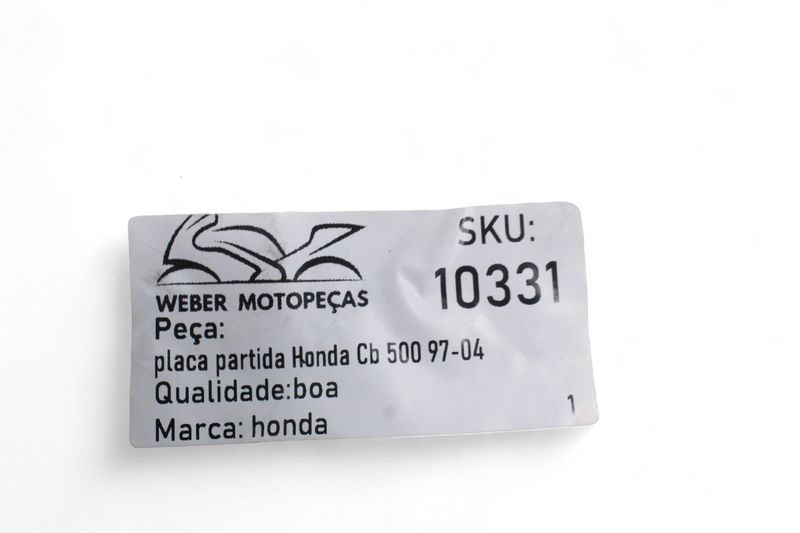 WEBER MOTOPEÇAS
SKU:
10331
Peça:
placa partida Honda Cb 500 97-04
Qualidade:boa
Marca: honda
1